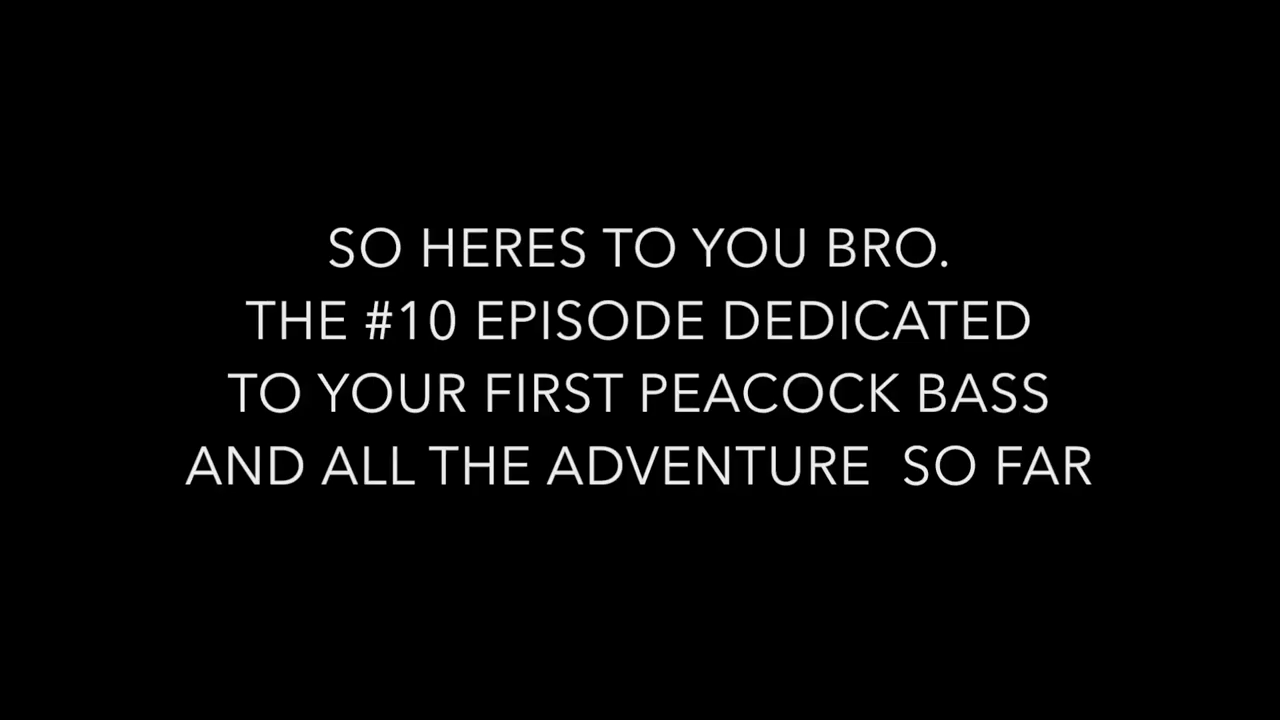 SO HERES TO YOU BRO.
THE #10 EPISODE DEDICATED
TO YOUR FIRST PEACOCK BASS
AND ALL THE ADVENTURE  SO FAR